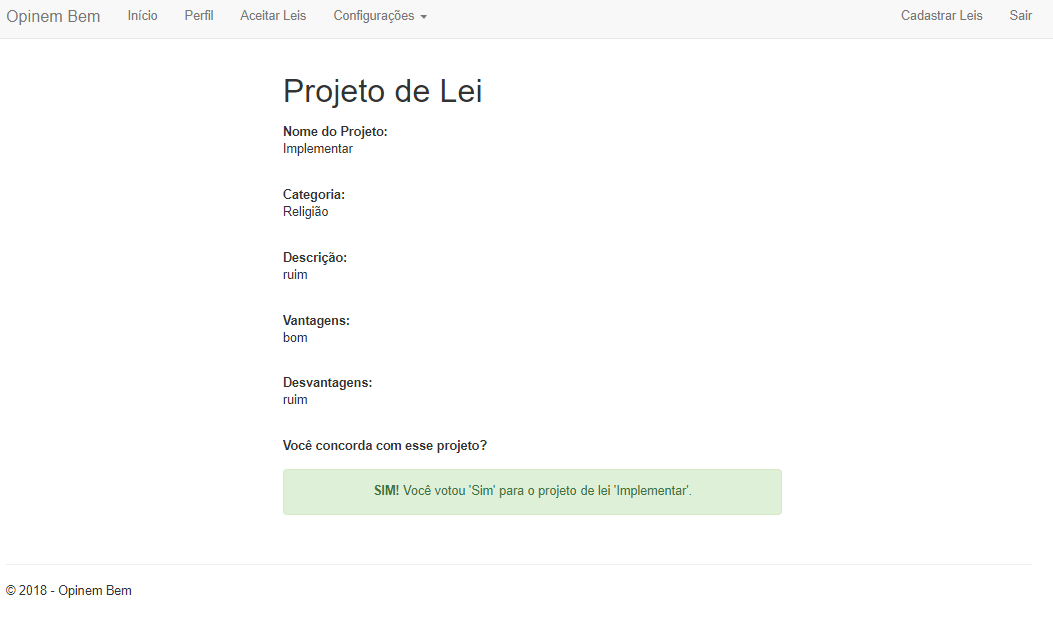 Opinem Bem Início Perfil Aceitar Leis Configurações Cadastrar Leis Sair
Projeto de Lei
Nome do Projeto:
Implementar
Categoria:
Religião
Descrição:
ruim
Vantagens:
bom
Desvantagens:
ruim
Você concorda com esse projeto?
SIM! Você votou 'Sim' para o projeto de lei 'Implementar'.
© 2018 - Opinem Bem